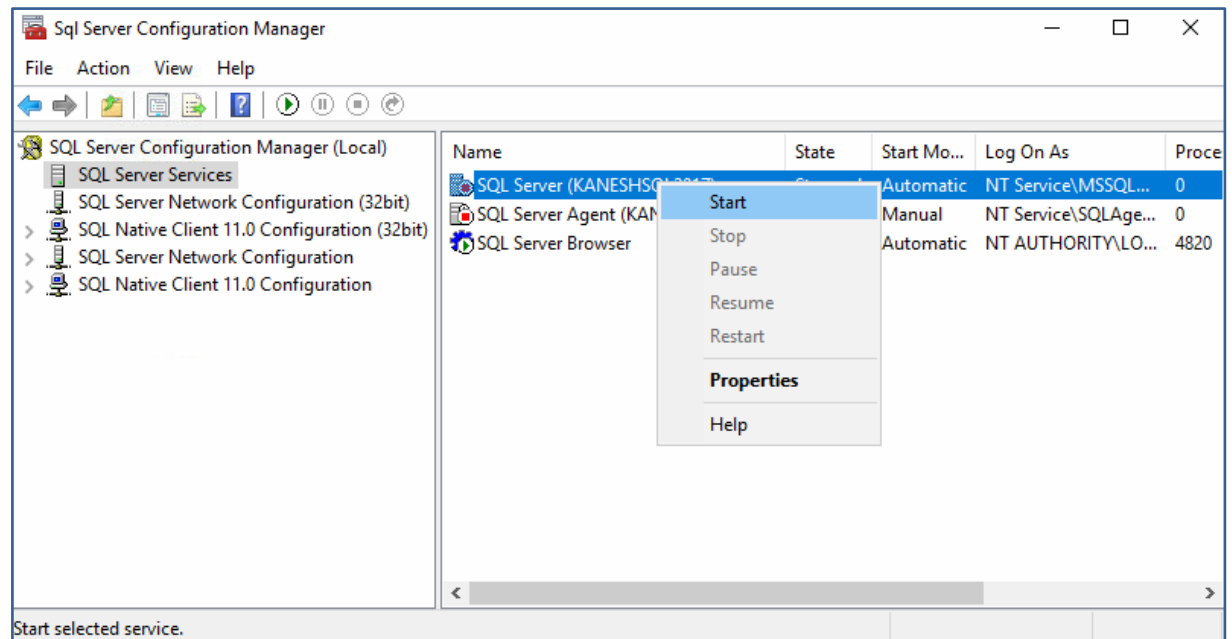 Sql Server Configuration Manager
File Action View Help
SQL Server Configuration Manager (Local)
SQL Server Services
SQL Server Network Configuration (32bit)
SQL Native Client 11.0 Configuration (32bit)
SQL Server Network Configuration
SQL Native Client 11.0 Configuration
Name State Start Mo... Log On As Proce
SQL Server Automatic NT Service\MSSQL... 0
SQL Server Agent (KAN Manual NT Service\SQLAge... 0
SQL Server Browser Automatic NT AUTHORITY\LO... 4820
Start
Stop
Pause
Resume
Restart
Properties
Help
Start selected service.